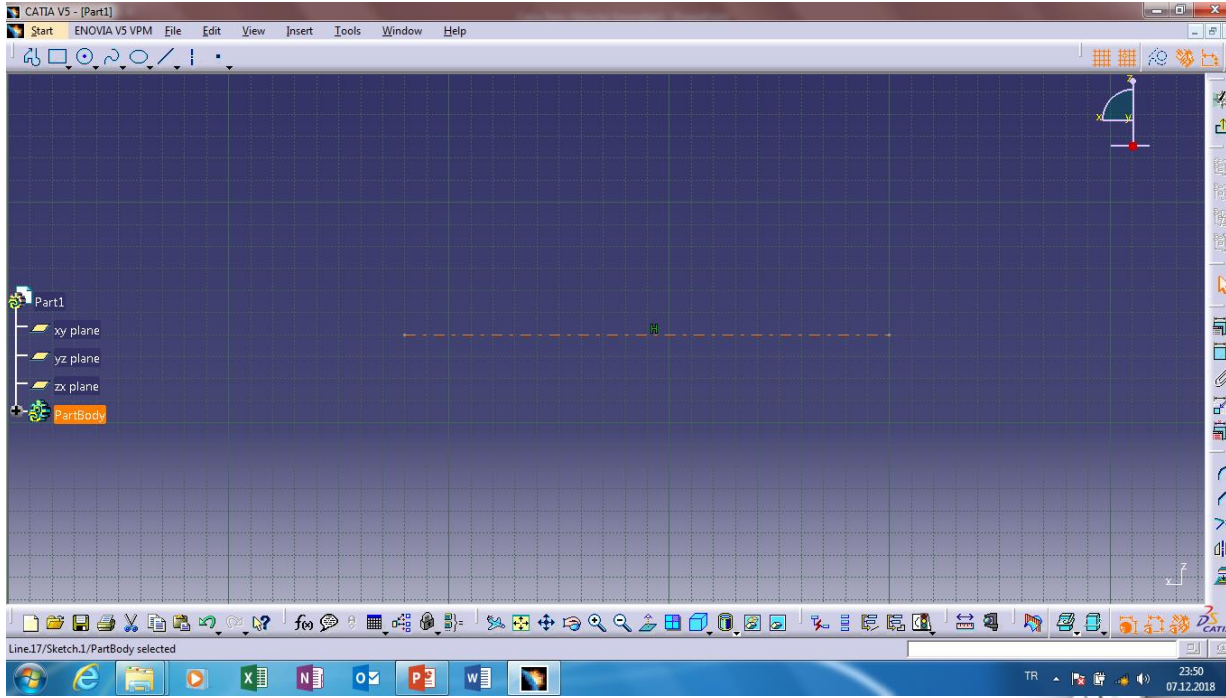 CATIA V5 - [Part1]
Start ENOVIA V5 VPM File Edit View Insert Tools Window Help
z
x y
Part1
xy plane
H
yz plane
zx plane
PartBody
z
x
f(x)
CATIA
Line.17/Sketch.1/PartBody selected
TR 23:50
07.12.2018